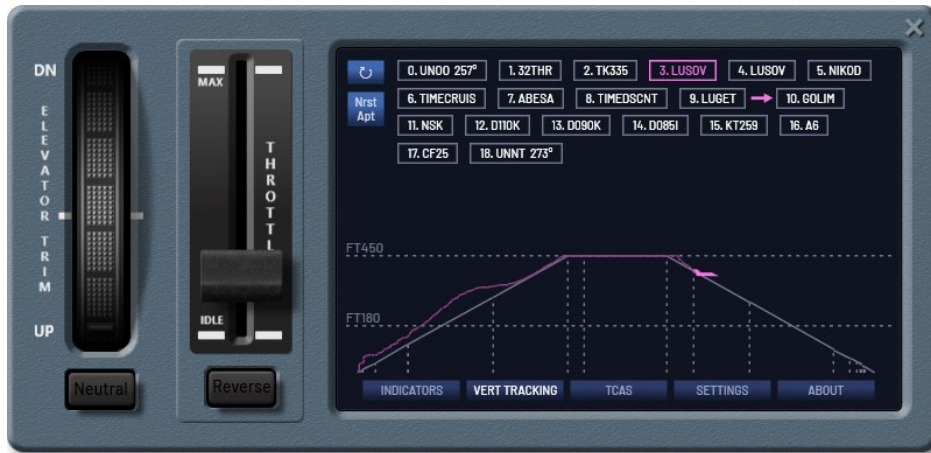 DN
ELEVATOR TRIM
UP
Neutral
MAX
THROTTL
IDLE
Reverse
↻ 0. UNOO 257° 1. 32THR 2. TK335 3. LUSOV 4. LUSOV 5. NIKOD
Nrst Apt
6. TIMECRUIS 7. ABESA 8. TIMEDSCNT 9. LUGET → 10. GOLIM
11. NSK 12. D110K 13. D090K 14. D085I 15. KT259 16. A6
17. CF25 18. UNNT 273°
FT450
FT180
INDICATORS VERT TRACKING TCAS SETTINGS ABOUT